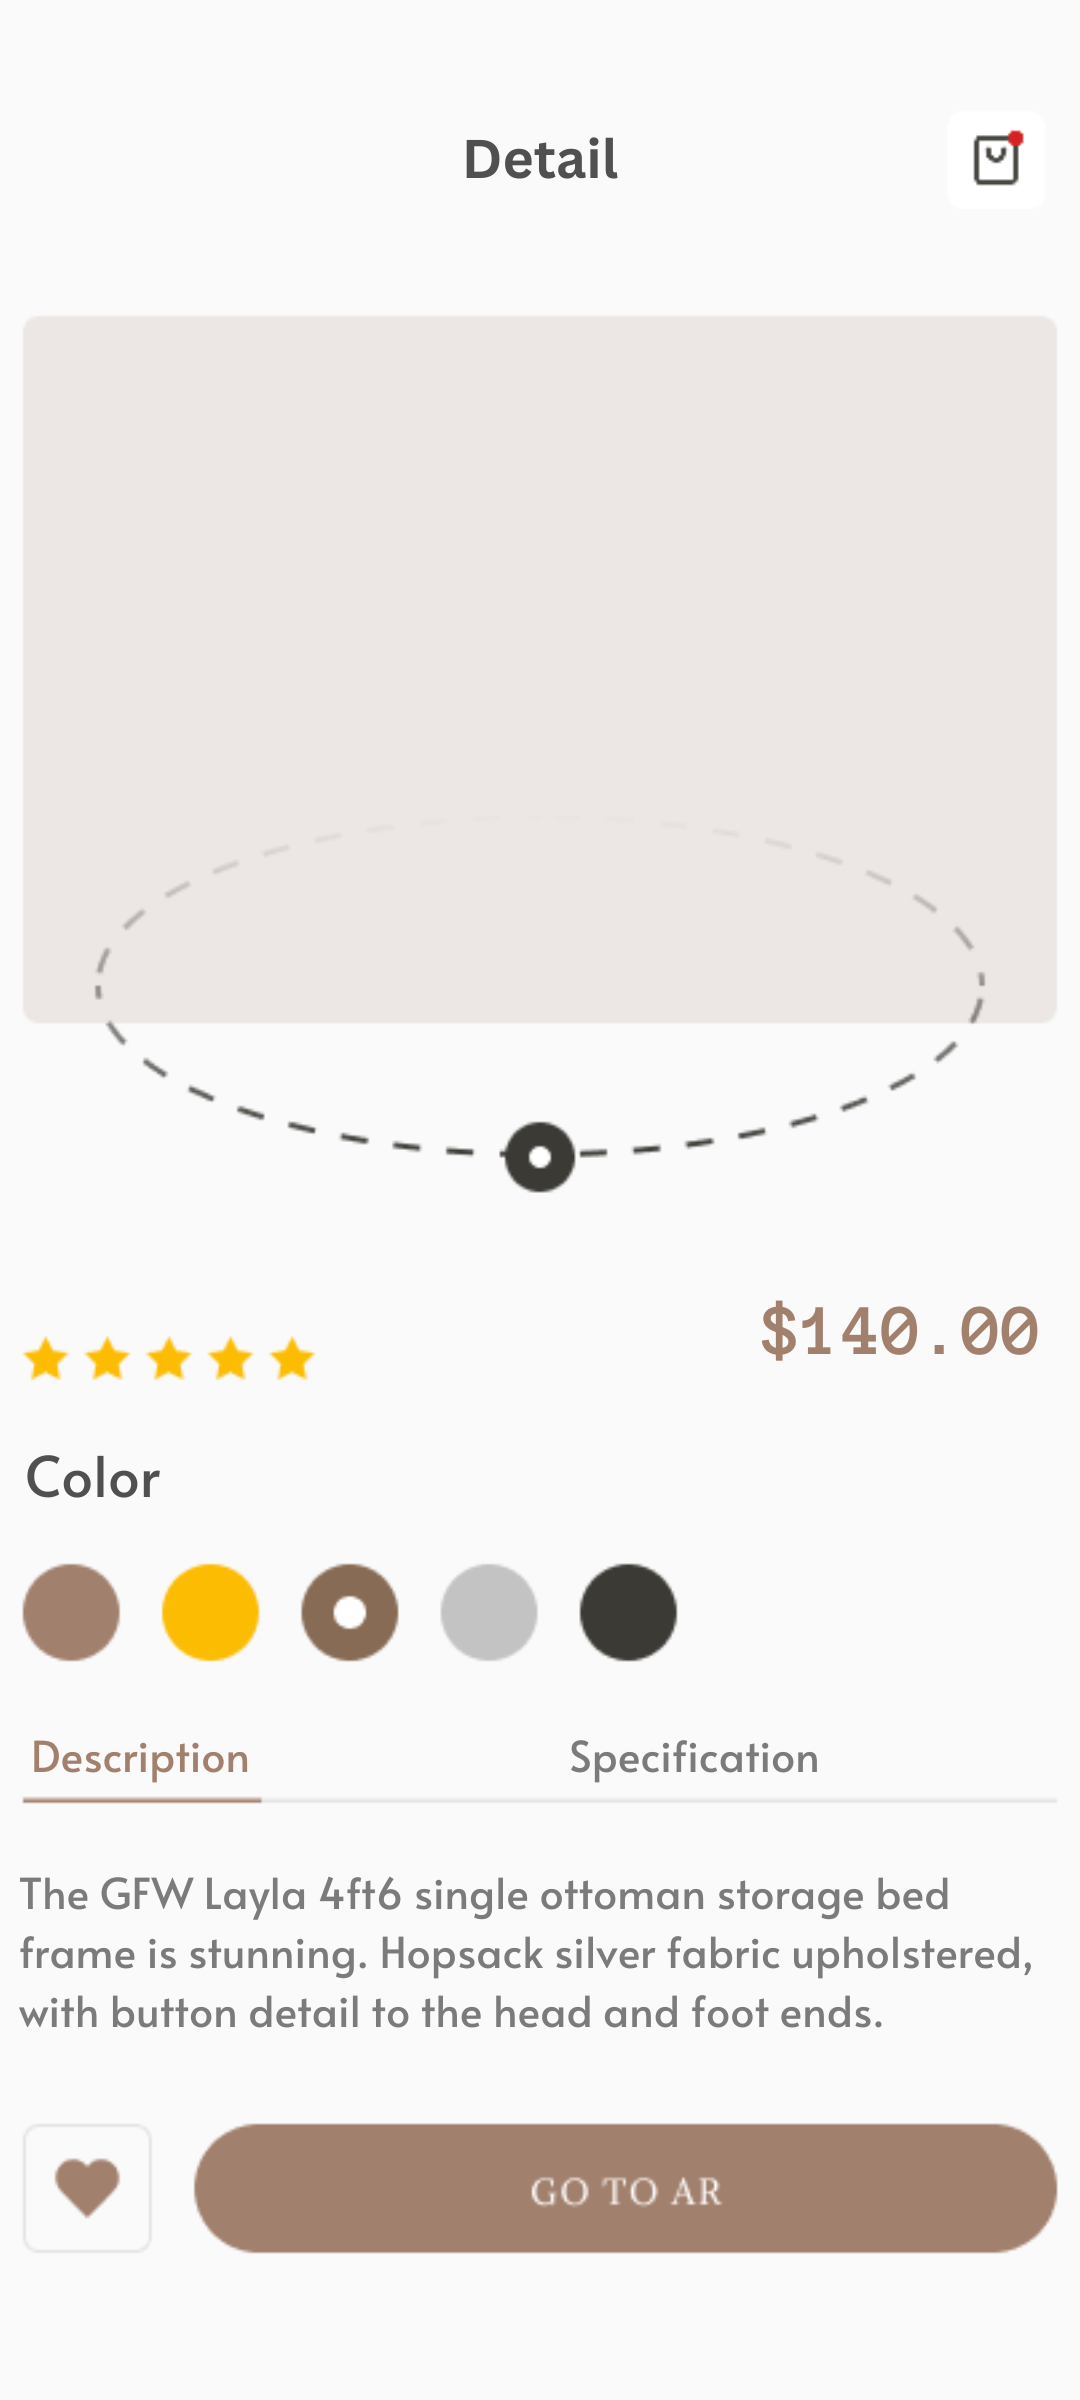 Detail
$140.00
Color
Description
Specification
The GFW Layla 4ft6 single ottoman storage bed
frame is stunning. Hopsack silver fabric upholstered,
with button detail to the head and foot ends.
GO TO AR